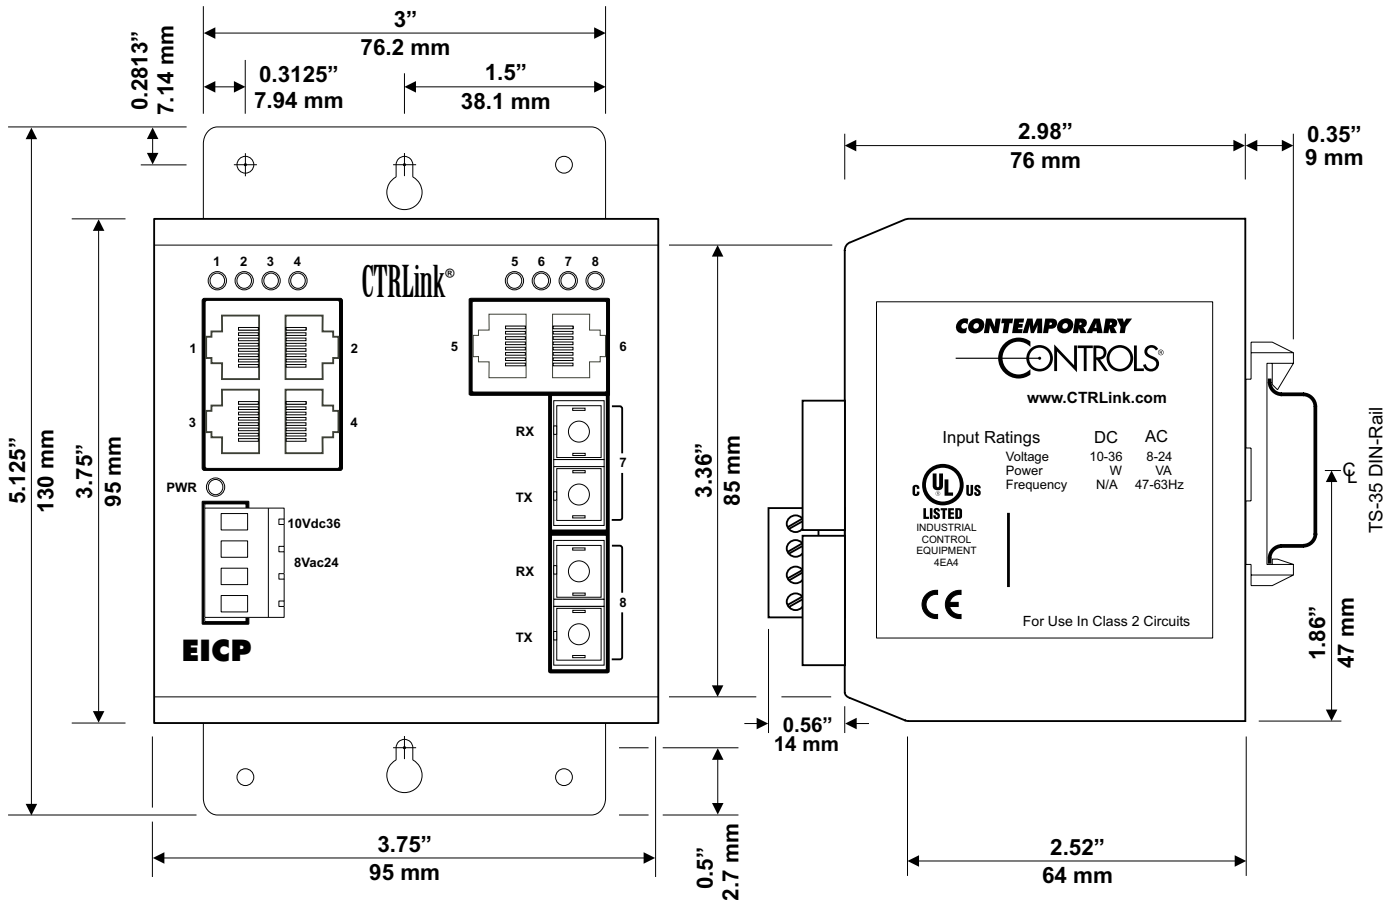 3”
76.2 mm
0.2813”
7.14 mm
0.3125”
7.94 mm
1.5”
38.1 mm
5.125”
130 mm
3.75”
95 mm
1 2 3 4
CTRLink®
5 6 7 8
1
2
3
4
5
6
RX
TX
7
RX
TX
8
PWR
10Vdc36
8Vac24
EICP
3.36”
85 mm
3.75”
95 mm
0.5”
2.7 mm
2.98”
76 mm
0.35”
9 mm
CONTEMPORARY
CONTROLS®
www.CTRLink.com
Input Ratings DC AC
Voltage 10-36 8-24
Power W VA
Frequency N/A 47-63Hz
C UL® US
LISTED
INDUSTRIAL
CONTROL
EQUIPMENT
4EA4
CE
For Use In Class 2 Circuits
℄
TS-35 DIN-Rail
1.86”
47 mm
0.56”
14 mm
2.52”
64 mm